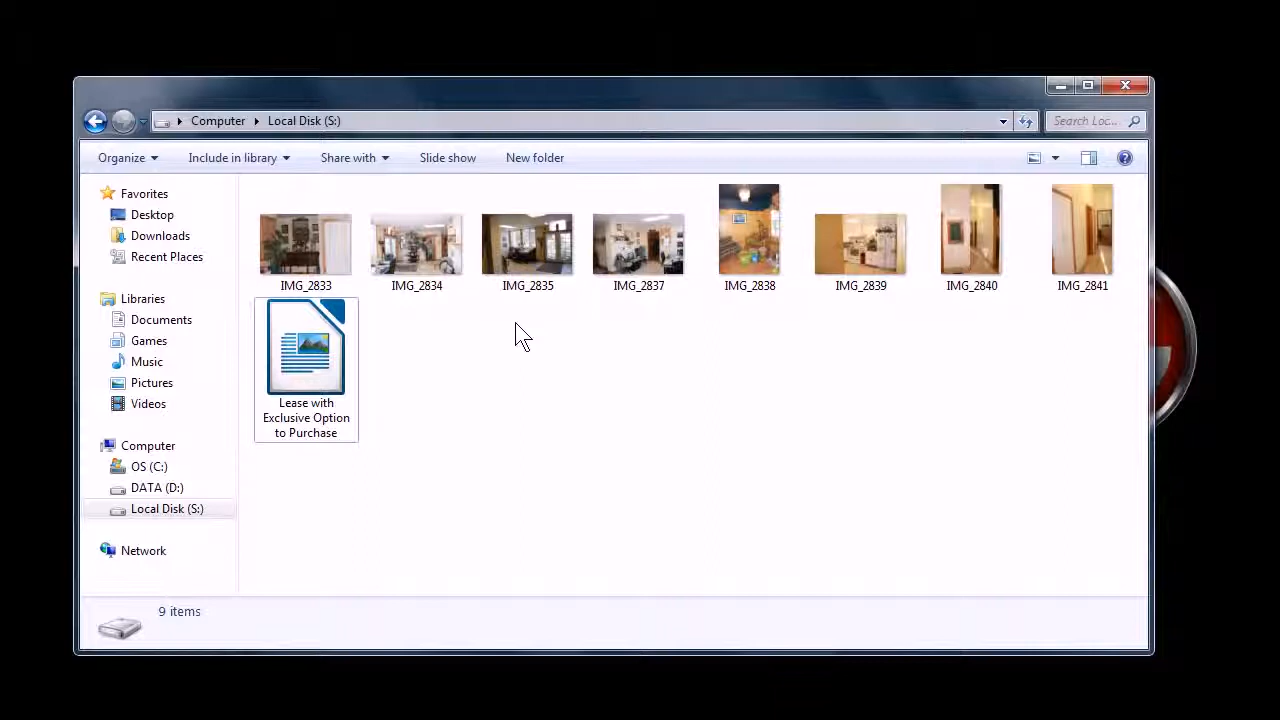 Computer Local Disk (S:)
Search Loc...
Organize Include in library Share with Slide show New folder
Favorites
Desktop
Downloads
Recent Places
Libraries
Documents
Games
Music
Pictures
Videos
Computer
OS (C:)
DATA (D:)
Local Disk (S:)
Network
IMG_2833 IMG_2834 IMG_2835 IMG_2837 IMG_2838 IMG_2839 IMG_2840 IMG_2841
Lease with
Exclusive Option
to Purchase
9 items